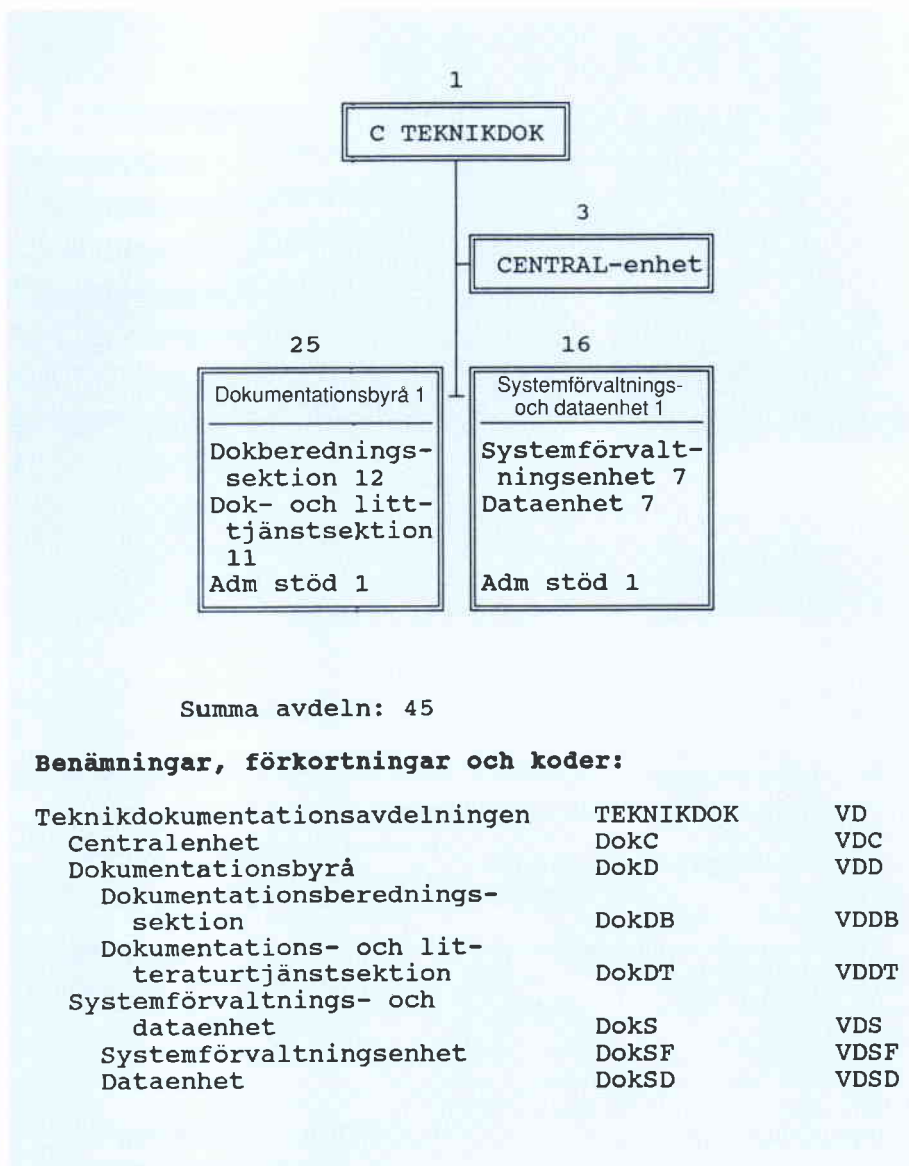 1
C TEKNIKDOK
3
CENTRAL-enhet
25
Dokumentationsbyrå 1
Dokberednings-
sektion 12
Dok- och litt-
tjänstsektion
11
Adm stöd 1
16
Systemförvaltnings-
och dataenhet 1
Systemförvalt-
ningsenhet 7
Dataenhet 7
Adm stöd 1
Summa avdeln: 45
Benämningar, förkortningar och koder:
Teknikdokumentationsavdelningen TEKNIKDOK VD
Centralenhet DokC VDC
Dokumentationsbyrå DokD VDD
Dokumentationsberednings-
sektion DokDB VDDB
Dokumentations- och lit-
teraturtjänstsektion DokDT VDDT
Systemförvaltnings- och
dataenhet DokS VDS
Systemförvaltningsenhet DokSF VDSF
Dataenhet DokSD VDSD